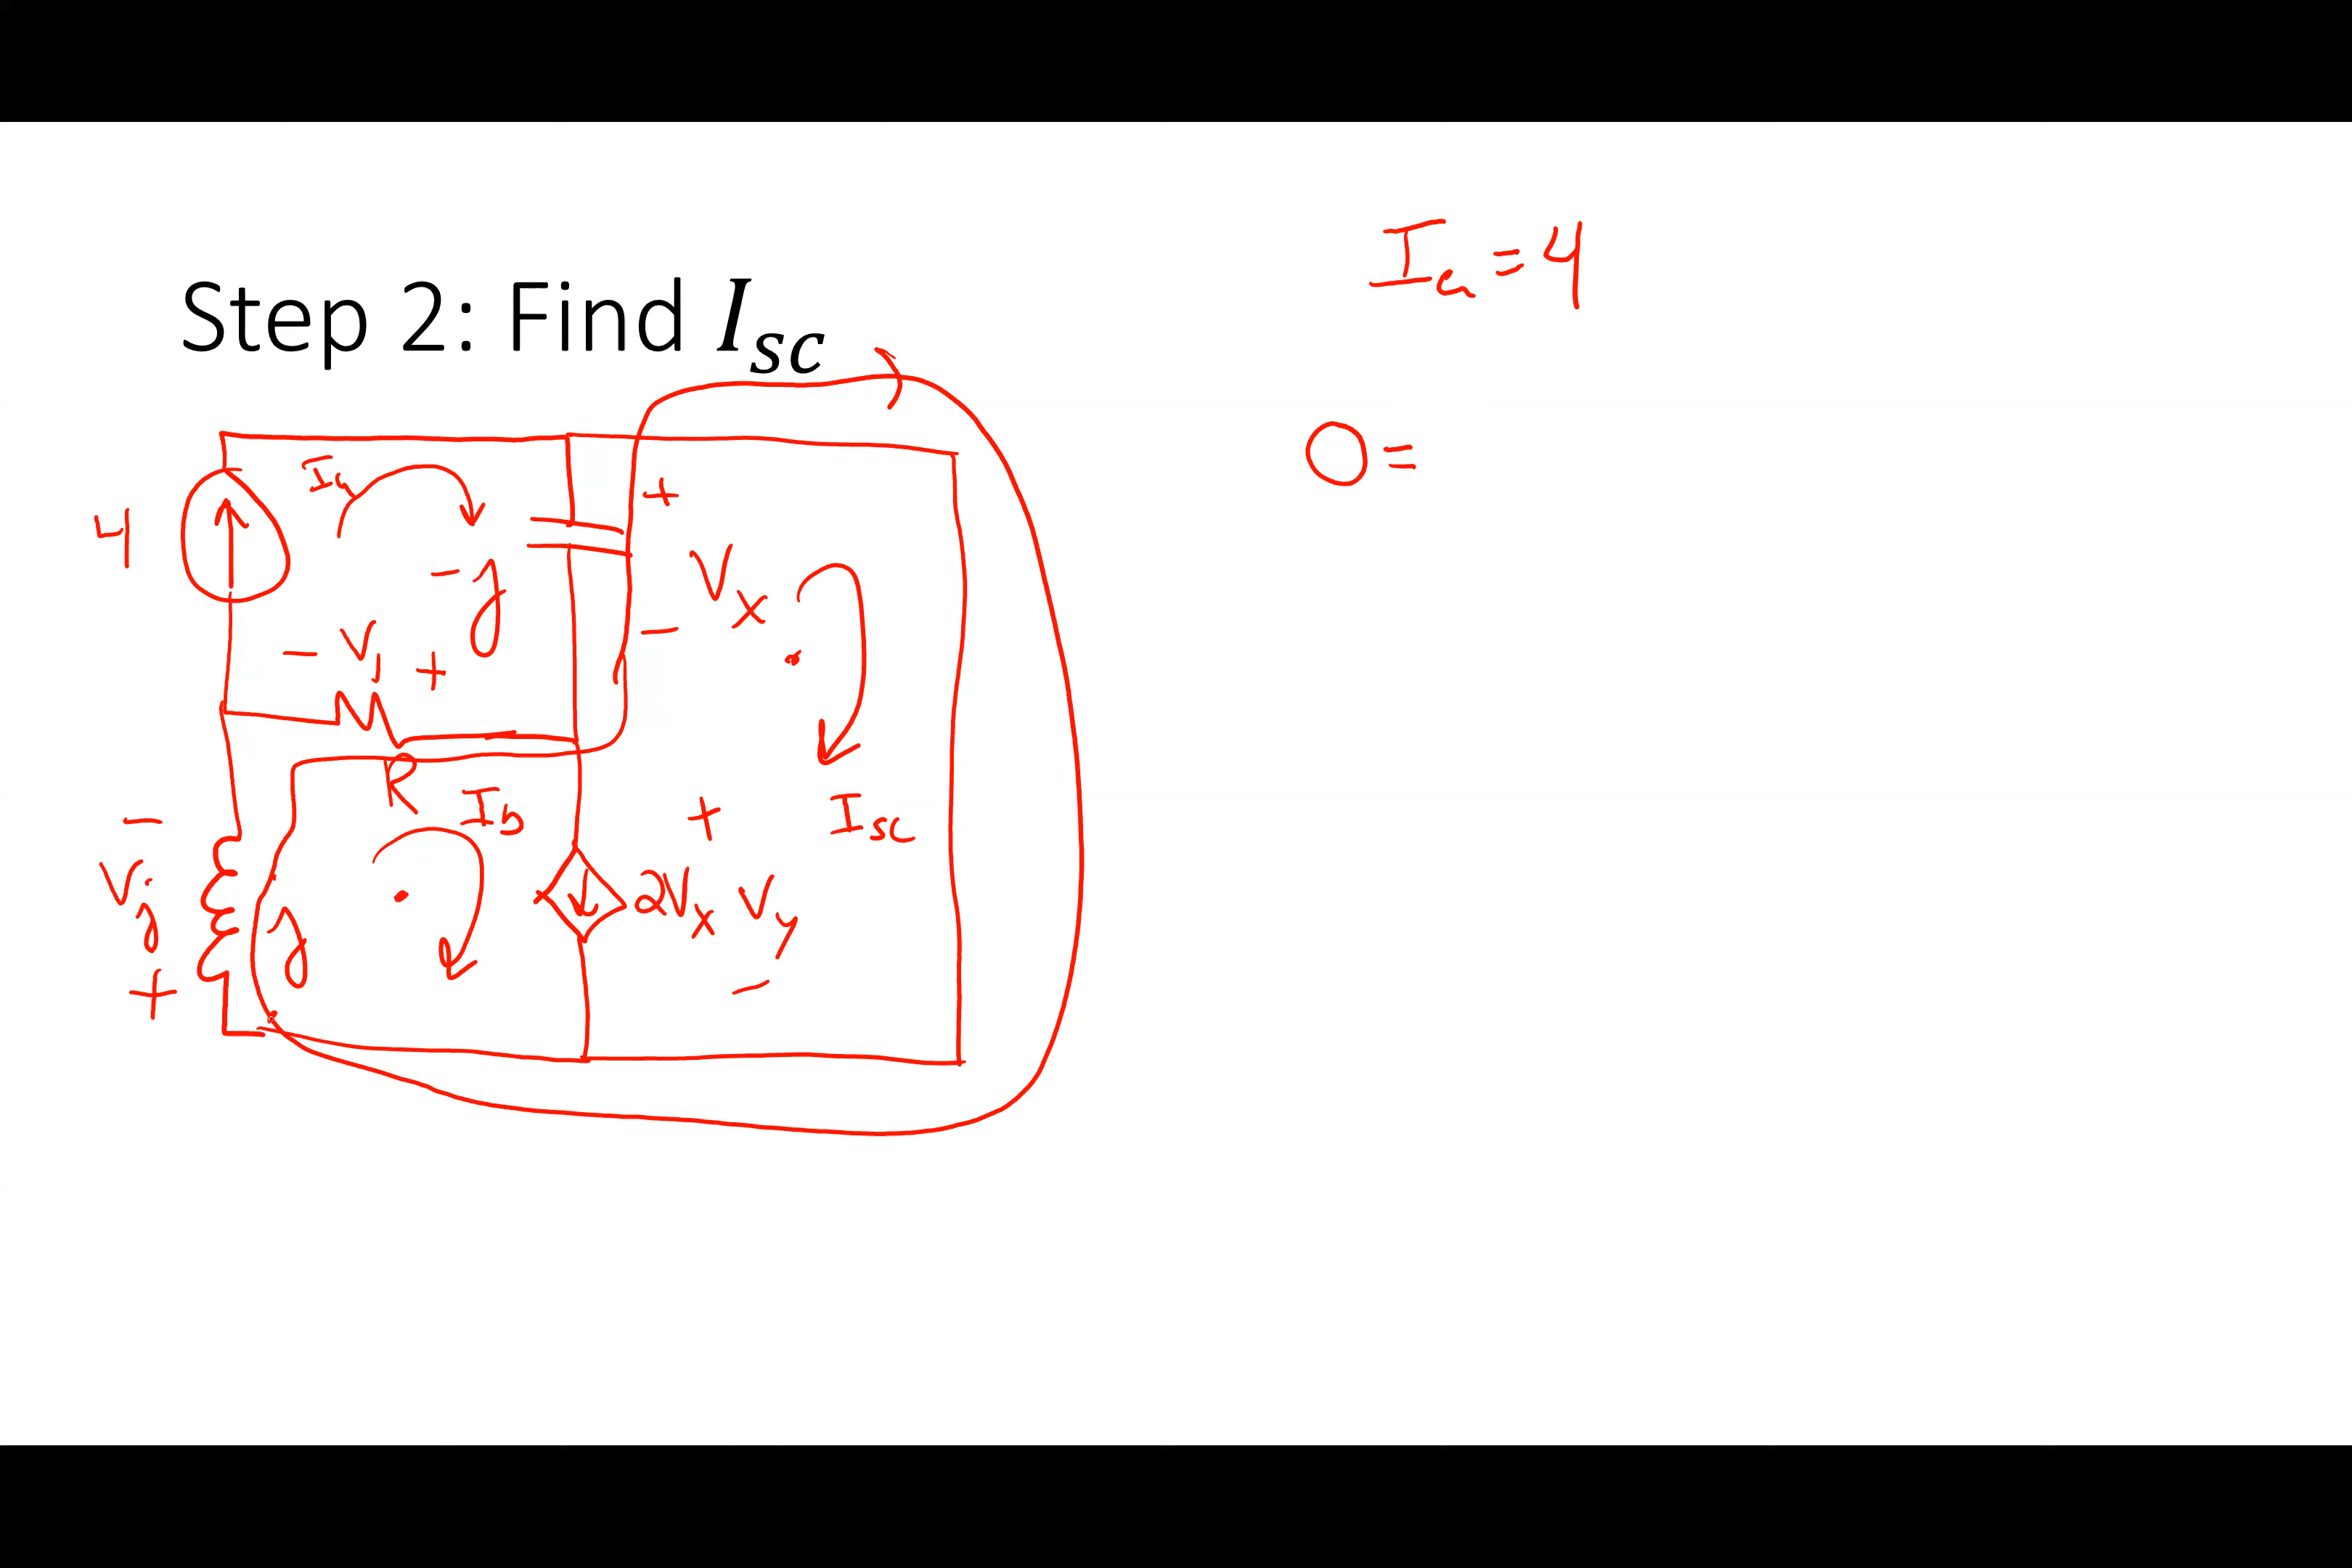 Step 2: Find I_sc
I_a = 4
0 =
4
I_a
+
-j
V_x
-
- V_1 +
R
I_b
I_sc
-
V_j
+
j
2V_x
+
V_y
-